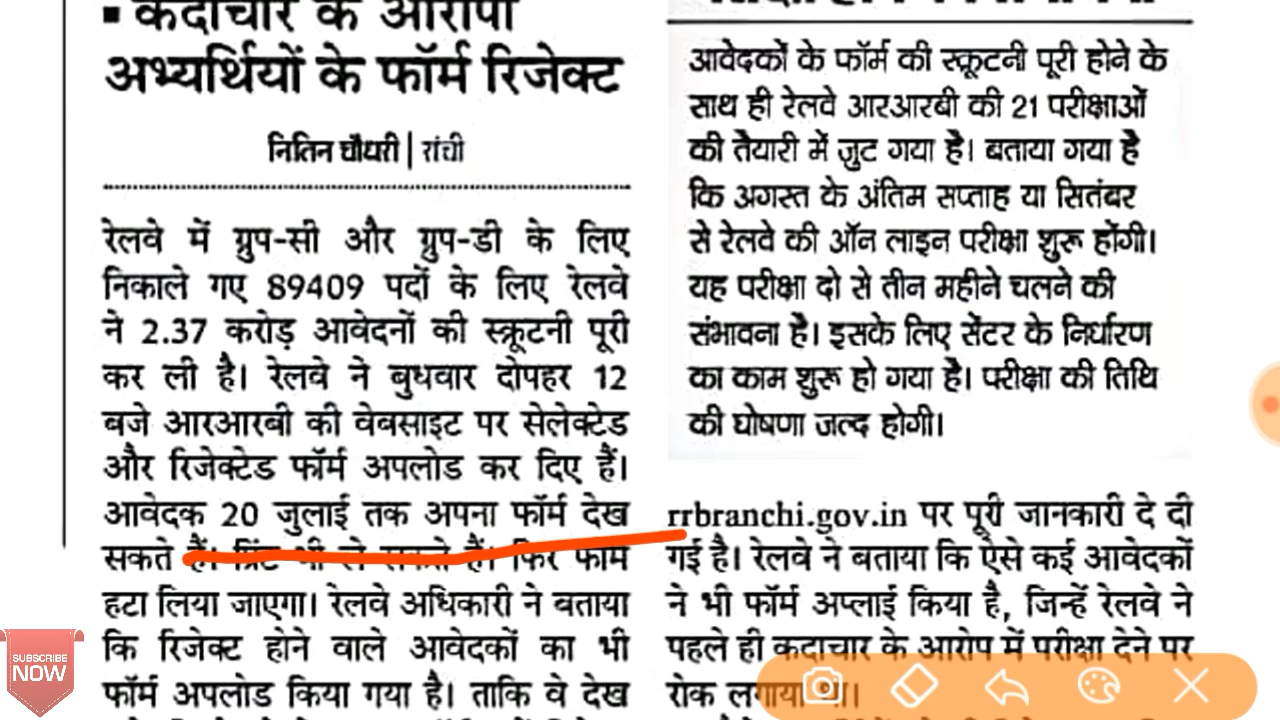 ▪ कदाचार के आरोपी
अभ्यर्थियों के फॉर्म रिजेक्ट
नितिन चौधरी | रांची
रेलवे में ग्रुप-सी और ग्रुप-डी के लिए
निकाले गए 89409 पदों के लिए रेलवे
ने 2.37 करोड़ आवेदनों की स्क्रूटनी पूरी
कर ली है। रेलवे ने बुधवार दोपहर 12
बजे आरआरबी की वेबसाइट पर सेलेक्टेड
और रिजेक्टेड फॉर्म अपलोड कर दिए हैं।
आवेदक 20 जुलाई तक अपना फॉर्म देख
सकते हैं। प्रिंट भी ले सकते हैं। फिर फॉर्म
हटा लिया जाएगा। रेलवे अधिकारी ने बताया
कि रिजेक्ट होने वाले आवेदकों का भी
फॉर्म अपलोड किया गया है। ताकि वे देख
आवेदकों के फॉर्म की स्क्रूटनी पूरी होने के
साथ ही रेलवे आरआरबी की 21 परीक्षाओं
की तैयारी में जुट गया है। बताया गया है
कि अगस्त के अंतिम सप्ताह या सितंबर
से रेलवे की ऑन लाइन परीक्षा शुरू होंगी।
यह परीक्षा दो से तीन महीने चलने की
संभावना है। इसके लिए सेंटर के निर्धारण
का काम शुरू हो गया है। परीक्षा की तिथि
की घोषणा जल्द होगी।
rrbranchi.gov.in पर पूरी जानकारी दे दी
गई है। रेलवे ने बताया कि ऐसे कई आवेदकों
ने भी फॉर्म अप्लाई किया है, जिन्हें रेलवे ने
पहले ही कदाचार के आरोप में परीक्षा देने पर
रोक लगाया था।
SUBSCRIBE
NOW